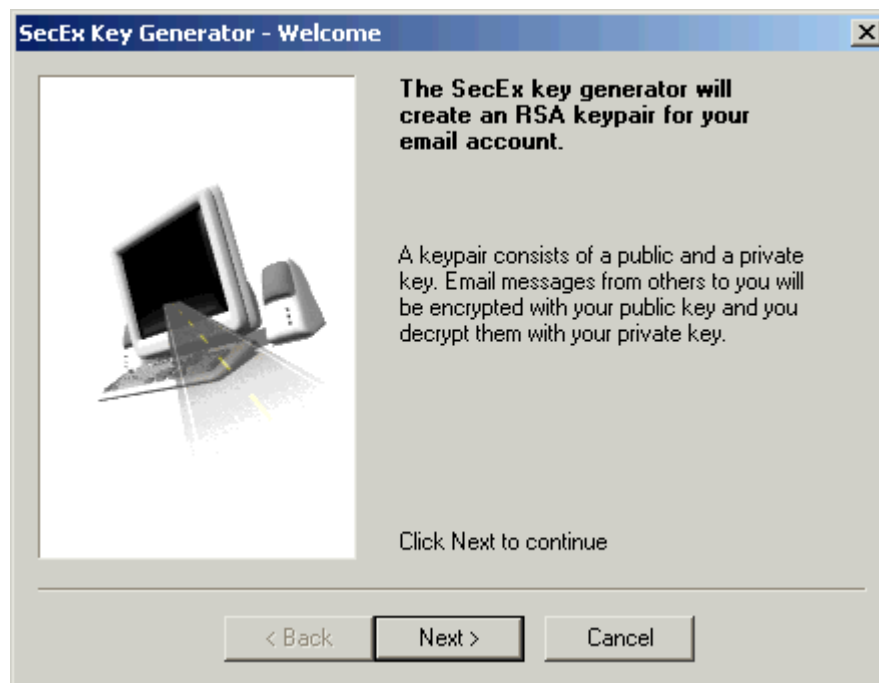 SecEx Key Generator - Welcome
The SecEx key generator will
create an RSA keypair for your
email account.
A keypair consists of a public and a private
key. Email messages from others to you will
be encrypted with your public key and you
decrypt them with your private key.
Click Next to continue
< Back
Next >
Cancel